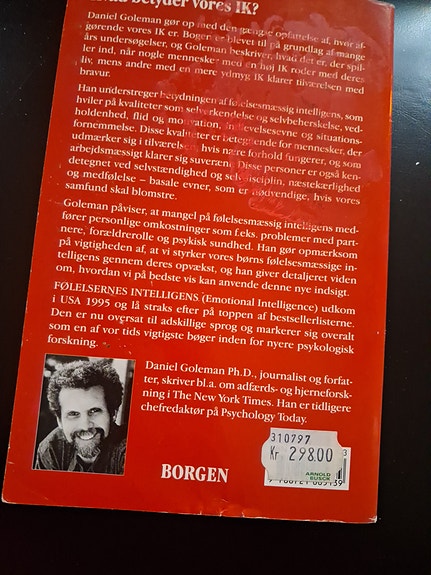 betyder vores IK?
Daniel Goleman gør op med den gængse opfattelse af, hvor af-
gørende vores IK er. Bogen er blevet til på grundlag af mange
års undersøgelser, og Goleman beskriver, hvad det er, der spil-
ler ind, når nogle mennesker med en høj IK roder med deres
liv, mens andre med en mere ydmyg IK klarer tilværelsen med
bravur.
Han understreger betydningen af følelsesmæssig intelligens, som
hviler på kvaliteter som selverkendelse og selvbeherskelse, ved-
holdenhed, flid og motivation, indlevelsesevne og situations-
fornemmelse. Disse kvaliteter er betegnende for mennesker, der
udmærker sig i tilværelsen, hvis nære forhold fungerer, og som
arbejdsmæssigt klarer sig suverænt. Disse personer er også ken-
detegnet ved selvstændighed og selvdisciplin, næstekærlighed
og medfølelse – basale evner, som er nødvendige, hvis vores
samfund skal blomstre.
Goleman påviser, at mangel på følelsesmæssig intelligens med-
fører personlige omkostninger som f.eks. problemer med part-
nere, forældrerolle og psykisk sundhed. Han gør opmærksom
på vigtigheden af, at vi styrker vores børns følelsesmæssige in-
telligens gennem deres opvækst, og han giver detaljeret viden
om, hvordan vi på bedste vis kan anvende denne nye indsigt.
FØLELSERNES INTELLIGENS (Emotional Intelligence) udkom
i USA 1995 og lå straks efter på toppen af bestsellerlisterne.
Den er nu oversat til adskillige sprog og markerer sig overalt
som en af vor tids vigtigste bøger inden for nyere psykologisk
forskning.
Daniel Goleman Ph.D., journalist og forfat-
ter, skriver bl.a. om adfærds- og hjerneforsk-
ning i The New York Times. Han er tidligere
chefredaktør på Psychology Today.
310797
Kr 298.00
ARNOLD
BUSCK
3
BORGEN